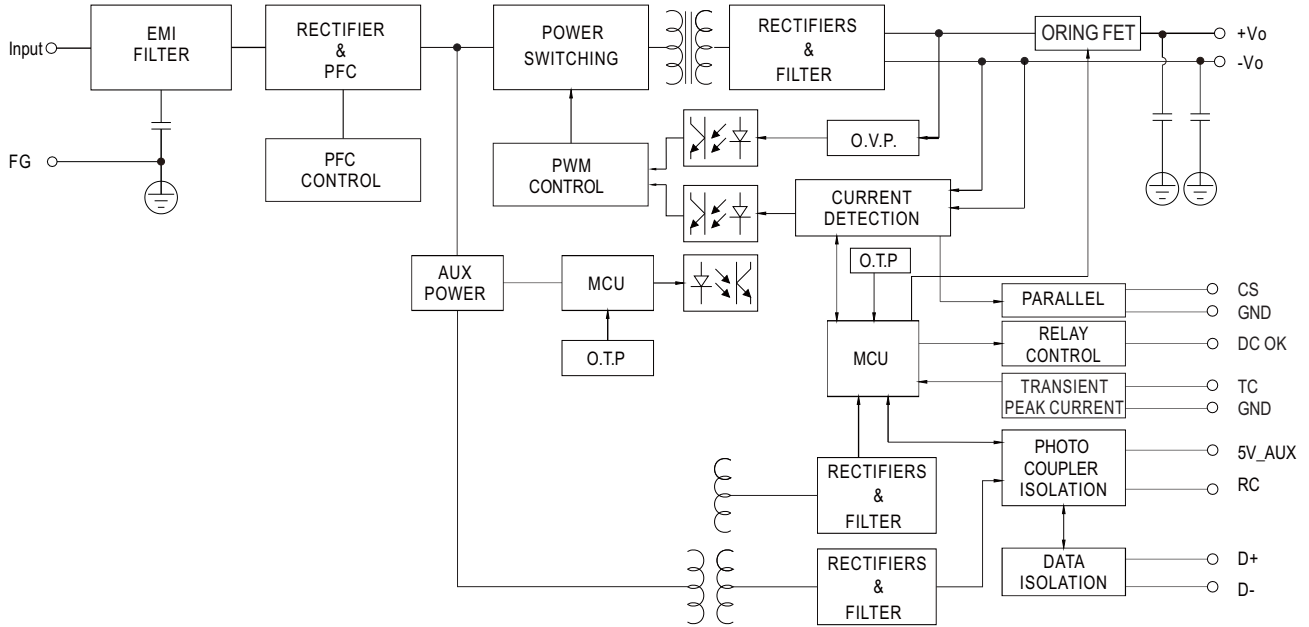 Input
EMI
FILTER
RECTIFIER
&
PFC
POWER
SWITCHING
RECTIFIERS
&
FILTER
ORING FET
+Vo
-Vo
FG
PFC
CONTROL
PWM
CONTROL
O.V.P.
CURRENT
DETECTION
AUX
POWER
MCU
O.T.P
O.T.P
MCU
PARALLEL
CS
GND
RELAY
CONTROL
DC OK
TRANSIENT
PEAK CURRENT
TC
GND
PHOTO
COUPLER
ISOLATION
5V_AUX
RC
RECTIFIERS
&
FILTER
RECTIFIERS
&
FILTER
DATA
ISOLATION
D+
D-